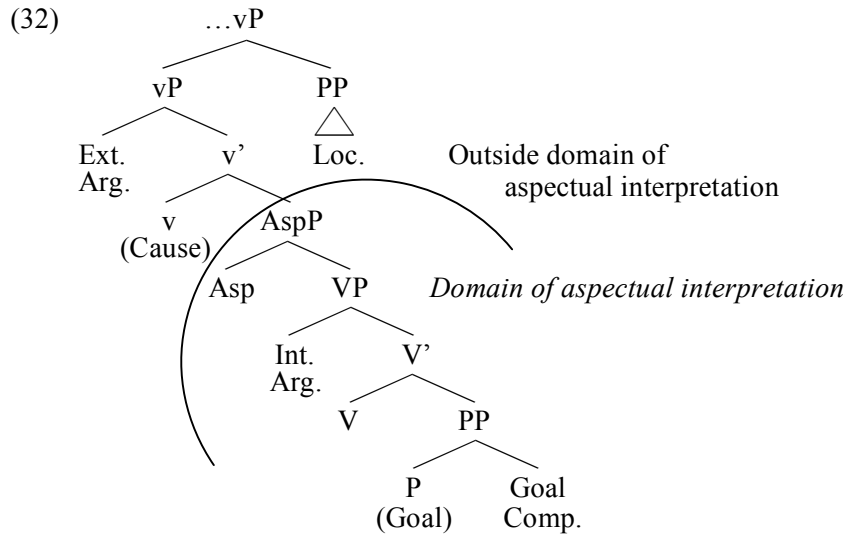 (32) …vP
vP PP
Ext. v’ Loc. Outside domain of
Arg. aspectual interpretation
v AspP
(Cause)
Asp VP Domain of aspectual interpretation
Int. V’
Arg.
V PP
P Goal
(Goal) Comp.